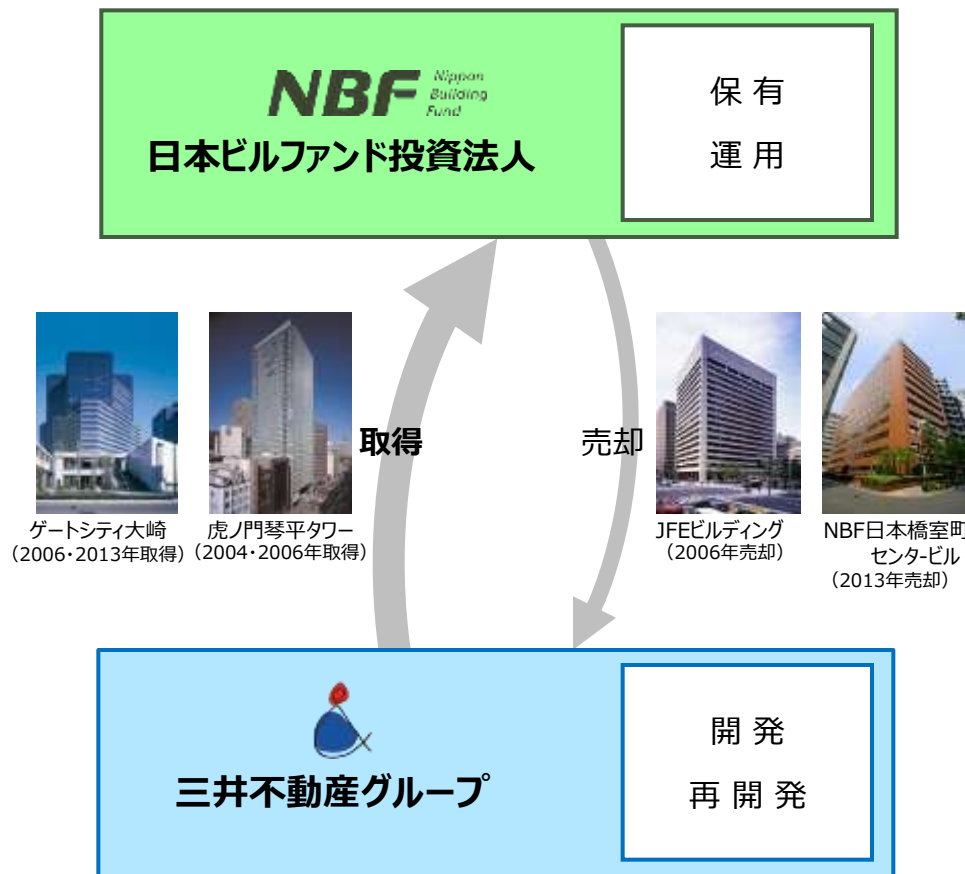 NBF Nippon
Building
Fund
日本ビルファンド投資法人
保 有
運 用
取得
売却
ゲートシティ大崎
（2006・2013年取得）
虎ノ門琴平タワー
（2004・2006年取得）
JFEビルディング
（2006年売却）
NBF日本橋室町
センタービル
（2013年売却）
三井不動産グループ
開 発
再 開 発